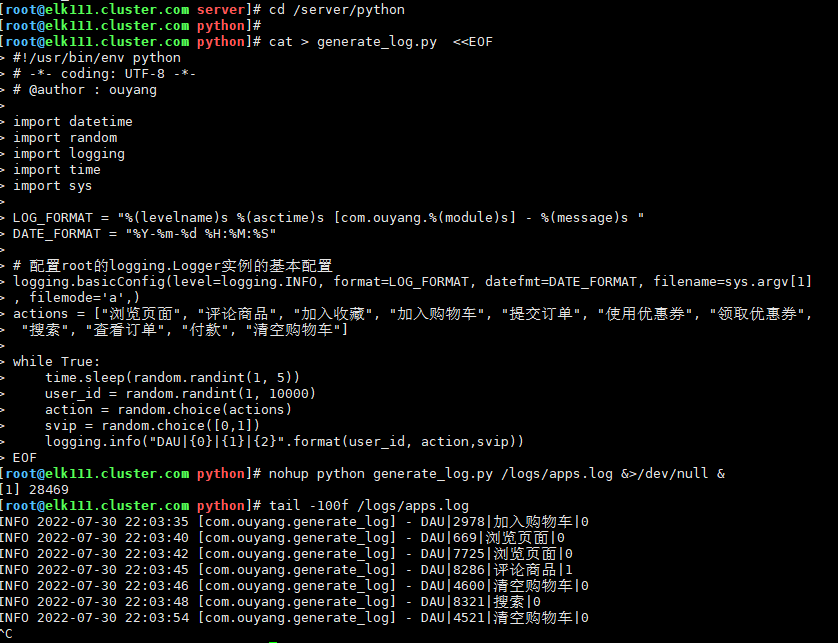 [root@elk111.cluster.com server]# cd /server/python
[root@elk111.cluster.com python]#
[root@elk111.cluster.com python]# cat > generate_log.py  <<EOF
> #!/usr/bin/env python
> # -*- coding: UTF-8 -*-
> # @author : ouyang
>
> import datetime
> import random
> import logging
> import time
> import sys
>
> LOG_FORMAT = "%(levelname)s %(asctime)s [com.ouyang.%(module)s] - %(message)s "
> DATE_FORMAT = "%Y-%m-%d %H:%M:%S"
>
> # 配置root的logging.Logger实例的基本配置
> logging.basicConfig(level=logging.INFO, format=LOG_FORMAT, datefmt=DATE_FORMAT, filename=sys.argv[1]
> , filemode='a',)
> actions = ["浏览页面", "评论商品", "加入收藏", "加入购物车", "提交订单", "使用优惠券", "领取优惠券",
>  "搜索", "查看订单", "付款", "清空购物车"]
>
> while True:
>     time.sleep(random.randint(1, 5))
>     user_id = random.randint(1, 10000)
>     action = random.choice(actions)
>     svip = random.choice([0,1])
>     logging.info("DAU|{0}|{1}|{2}".format(user_id, action,svip))
> EOF
[root@elk111.cluster.com python]# nohup python generate_log.py /logs/apps.log &>/dev/null &
[1] 28469
[root@elk111.cluster.com python]# tail -100f /logs/apps.log
INFO 2022-07-30 22:03:35 [com.ouyang.generate_log] - DAU|2978|加入购物车|0
INFO 2022-07-30 22:03:40 [com.ouyang.generate_log] - DAU|669|浏览页面|0
INFO 2022-07-30 22:03:42 [com.ouyang.generate_log] - DAU|7725|浏览页面|0
INFO 2022-07-30 22:03:45 [com.ouyang.generate_log] - DAU|8286|评论商品|1
INFO 2022-07-30 22:03:46 [com.ouyang.generate_log] - DAU|4600|清空购物车|0
INFO 2022-07-30 22:03:48 [com.ouyang.generate_log] - DAU|8321|搜索|0
INFO 2022-07-30 22:03:54 [com.ouyang.generate_log] - DAU|4521|清空购物车|0
^C